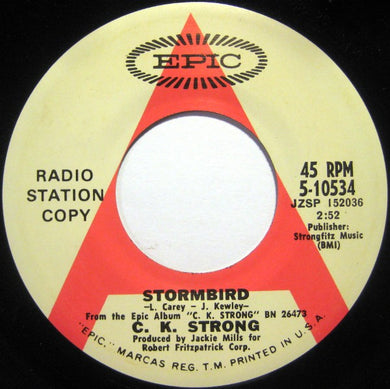 EPIC
RADIO
STATION
COPY
45 RPM
5-10534
JZSP 152036
2:52
Publisher:
Strongfitz Music
(BMI)
STORMBIRD
-L. Carey - J. Kewley-
From the Epic Album "C. K. STRONG" BN 26473
C. K. STRONG
Produced by Jackie Mills for
Robert Fitzpatrick Corp.
"EPIC," MARCAS REG. T.M. PRINTED IN U.S.A.
A